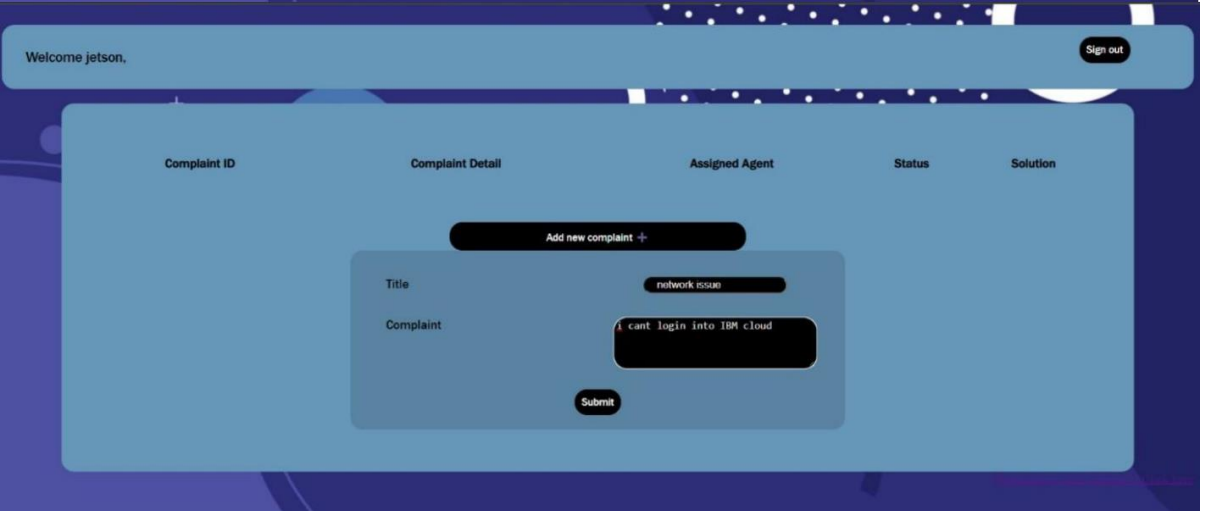 Welcome jetson,
Sign out
Complaint ID Complaint Detail Assigned Agent Status Solution
Add new complaint +
Title network issue
Complaint i cant login into IBM cloud
Submit